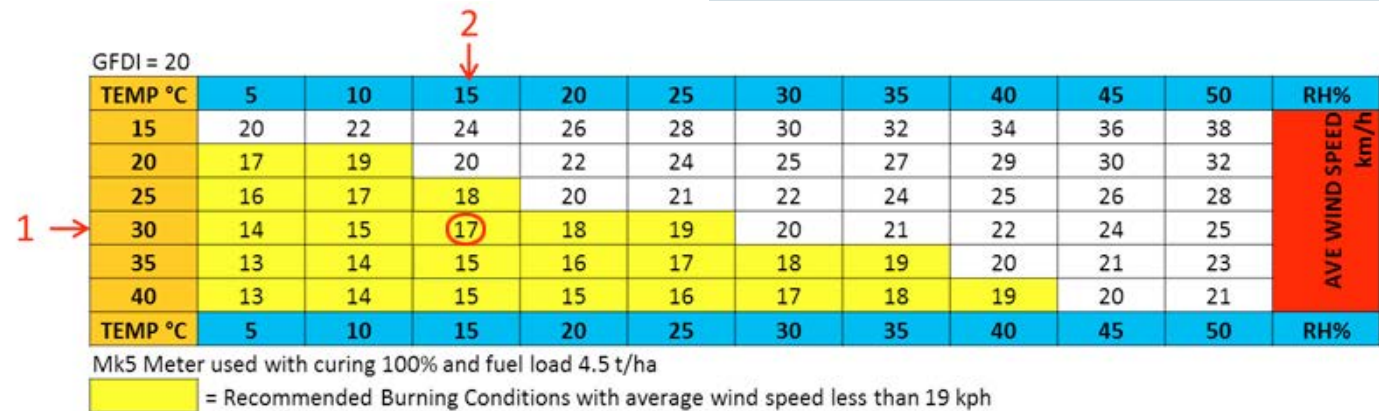 2
GFDI = 20
TEMP °C 5 10 15 20 25 30 35 40 45 50 RH%
15 20 22 24 26 28 30 32 34 36 38
20 17 19 20 22 24 25 27 29 30 32
25 16 17 18 20 21 22 24 25 26 28
1 30 14 15 17 18 19 20 21 22 24 25
35 13 14 15 16 17 18 19 20 21 23
40 13 14 15 15 16 17 18 19 20 21
AVE WIND SPEED
km/h
TEMP °C 5 10 15 20 25 30 35 40 45 50 RH%
Mk5 Meter used with curing 100% and fuel load 4.5 t/ha
= Recommended Burning Conditions with average wind speed less than 19 kph